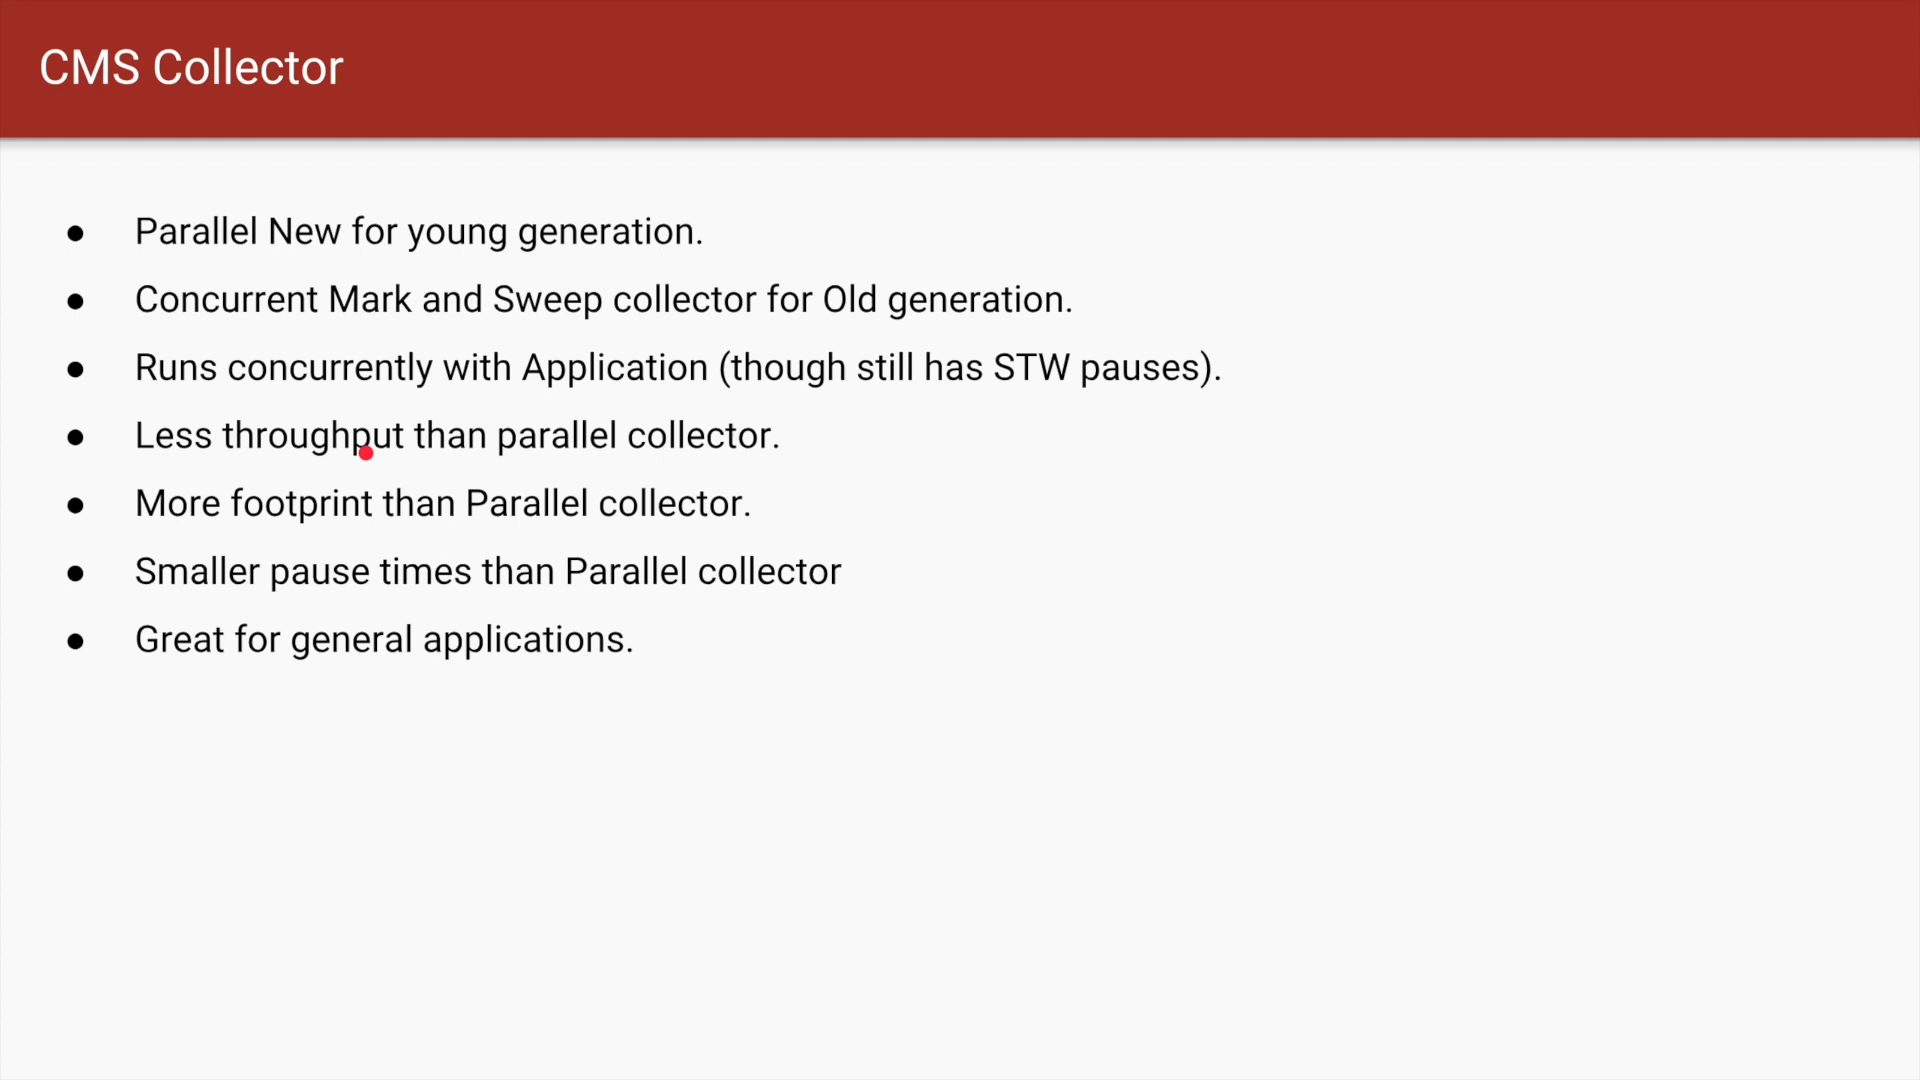 CMS Collector
● Parallel New for young generation.
● Concurrent Mark and Sweep collector for Old generation.
● Runs concurrently with Application (though still has STW pauses).
● Less throughput than parallel collector.
● More footprint than Parallel collector.
● Smaller pause times than Parallel collector
● Great for general applications.